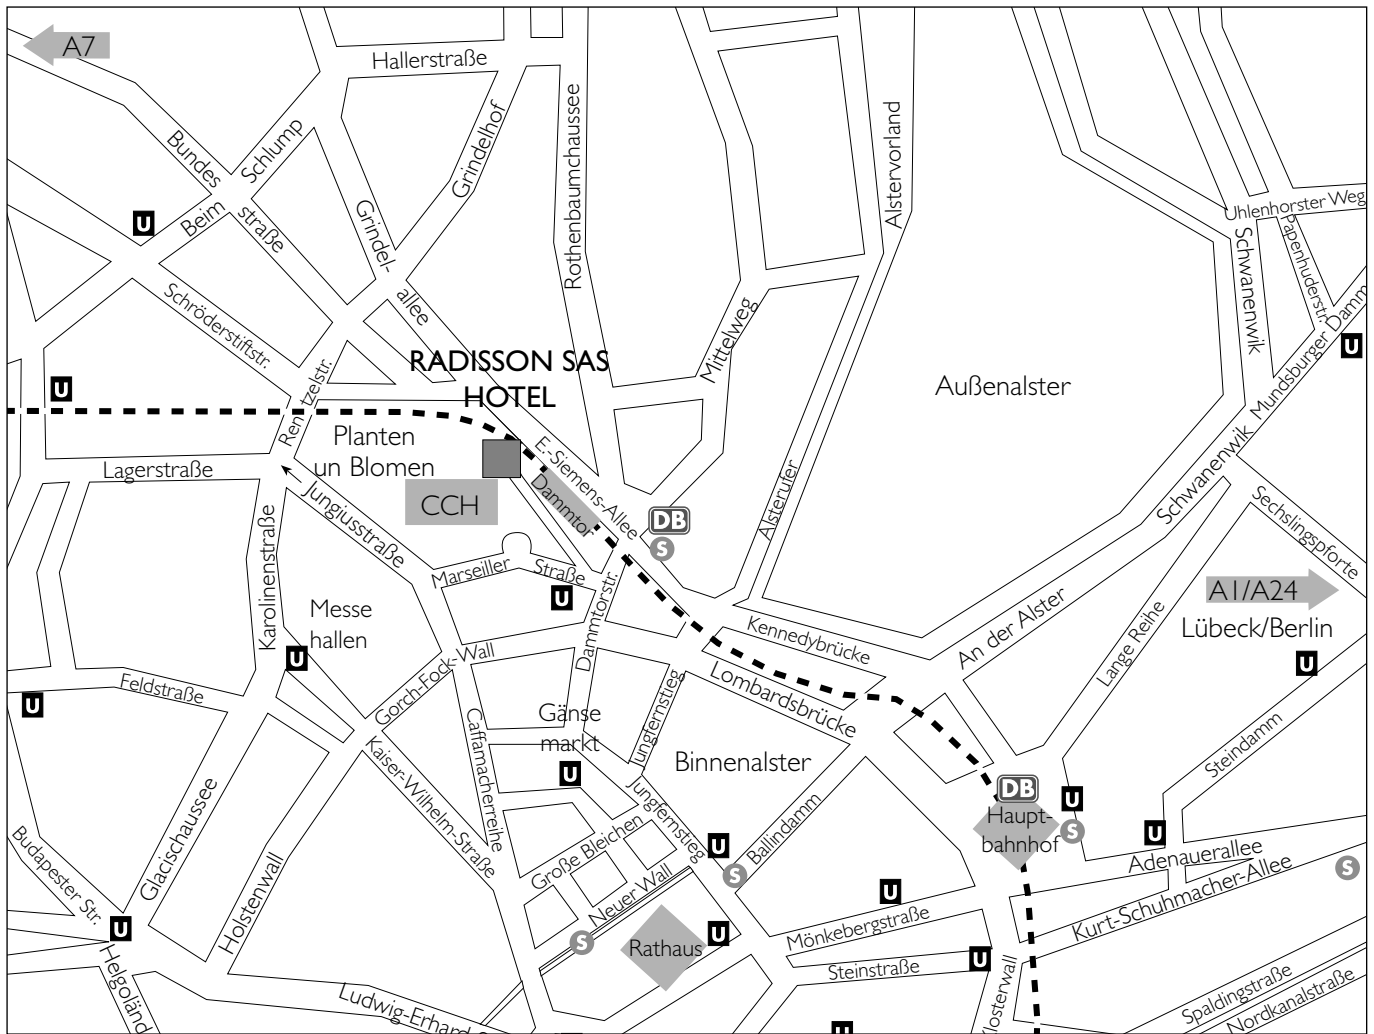 A7
Hallerstraße
Bundes
straße
Beim
Schlump
Grindelhof
Grindel-
allee
Rothenbaumchaussee
Alstervorland
Uhlenhorster Weg
Papenhuderstr.
Schwanenwik
Mundsburger Damm
U
U
U
Schröderstiftstr.
Rentzelstr.
Mittelweg
RADISSON SAS
HOTEL
Außenalster
Planten
un Blomen
Lagerstraße
CCH
E.-Siemens-Allee
Dammtor
DB
S
Alsterufer
Schwanenwik
Sechslingspforte
Jungiusstraße
Karolinenstraße
Marseiller Straße
U
Dammtorstr.
A1/A24
Lübeck/Berlin
U
Messe
hallen
U
Kennedybrücke
An der Alster
Lange Reihe
Gorch-Fock-Wall
Feldstraße
U
Lombardsbrücke
Jungfernstieg
Gänse
markt
U
Caffamacherreihe
Kaiser-Wilhelm-Straße
Binnenalster
Steindamm
DB
Haupt-
bahnhof
U
S
Jungfernstieg
Ballindamm
U
S
Große Bleichen
Neuer Wall
S
Glacischaussee
Holstenwall
Budapester Str.
U
U
Adenauerallee
Kurt-Schuhmacher-Allee
S
Rathaus
U
U
Mönkebergstraße
Steinstraße
U
Klosterwall
Spaldingstraße
Nordkanalstraße
Helgoländ
Ludwig-Erhard-S
U